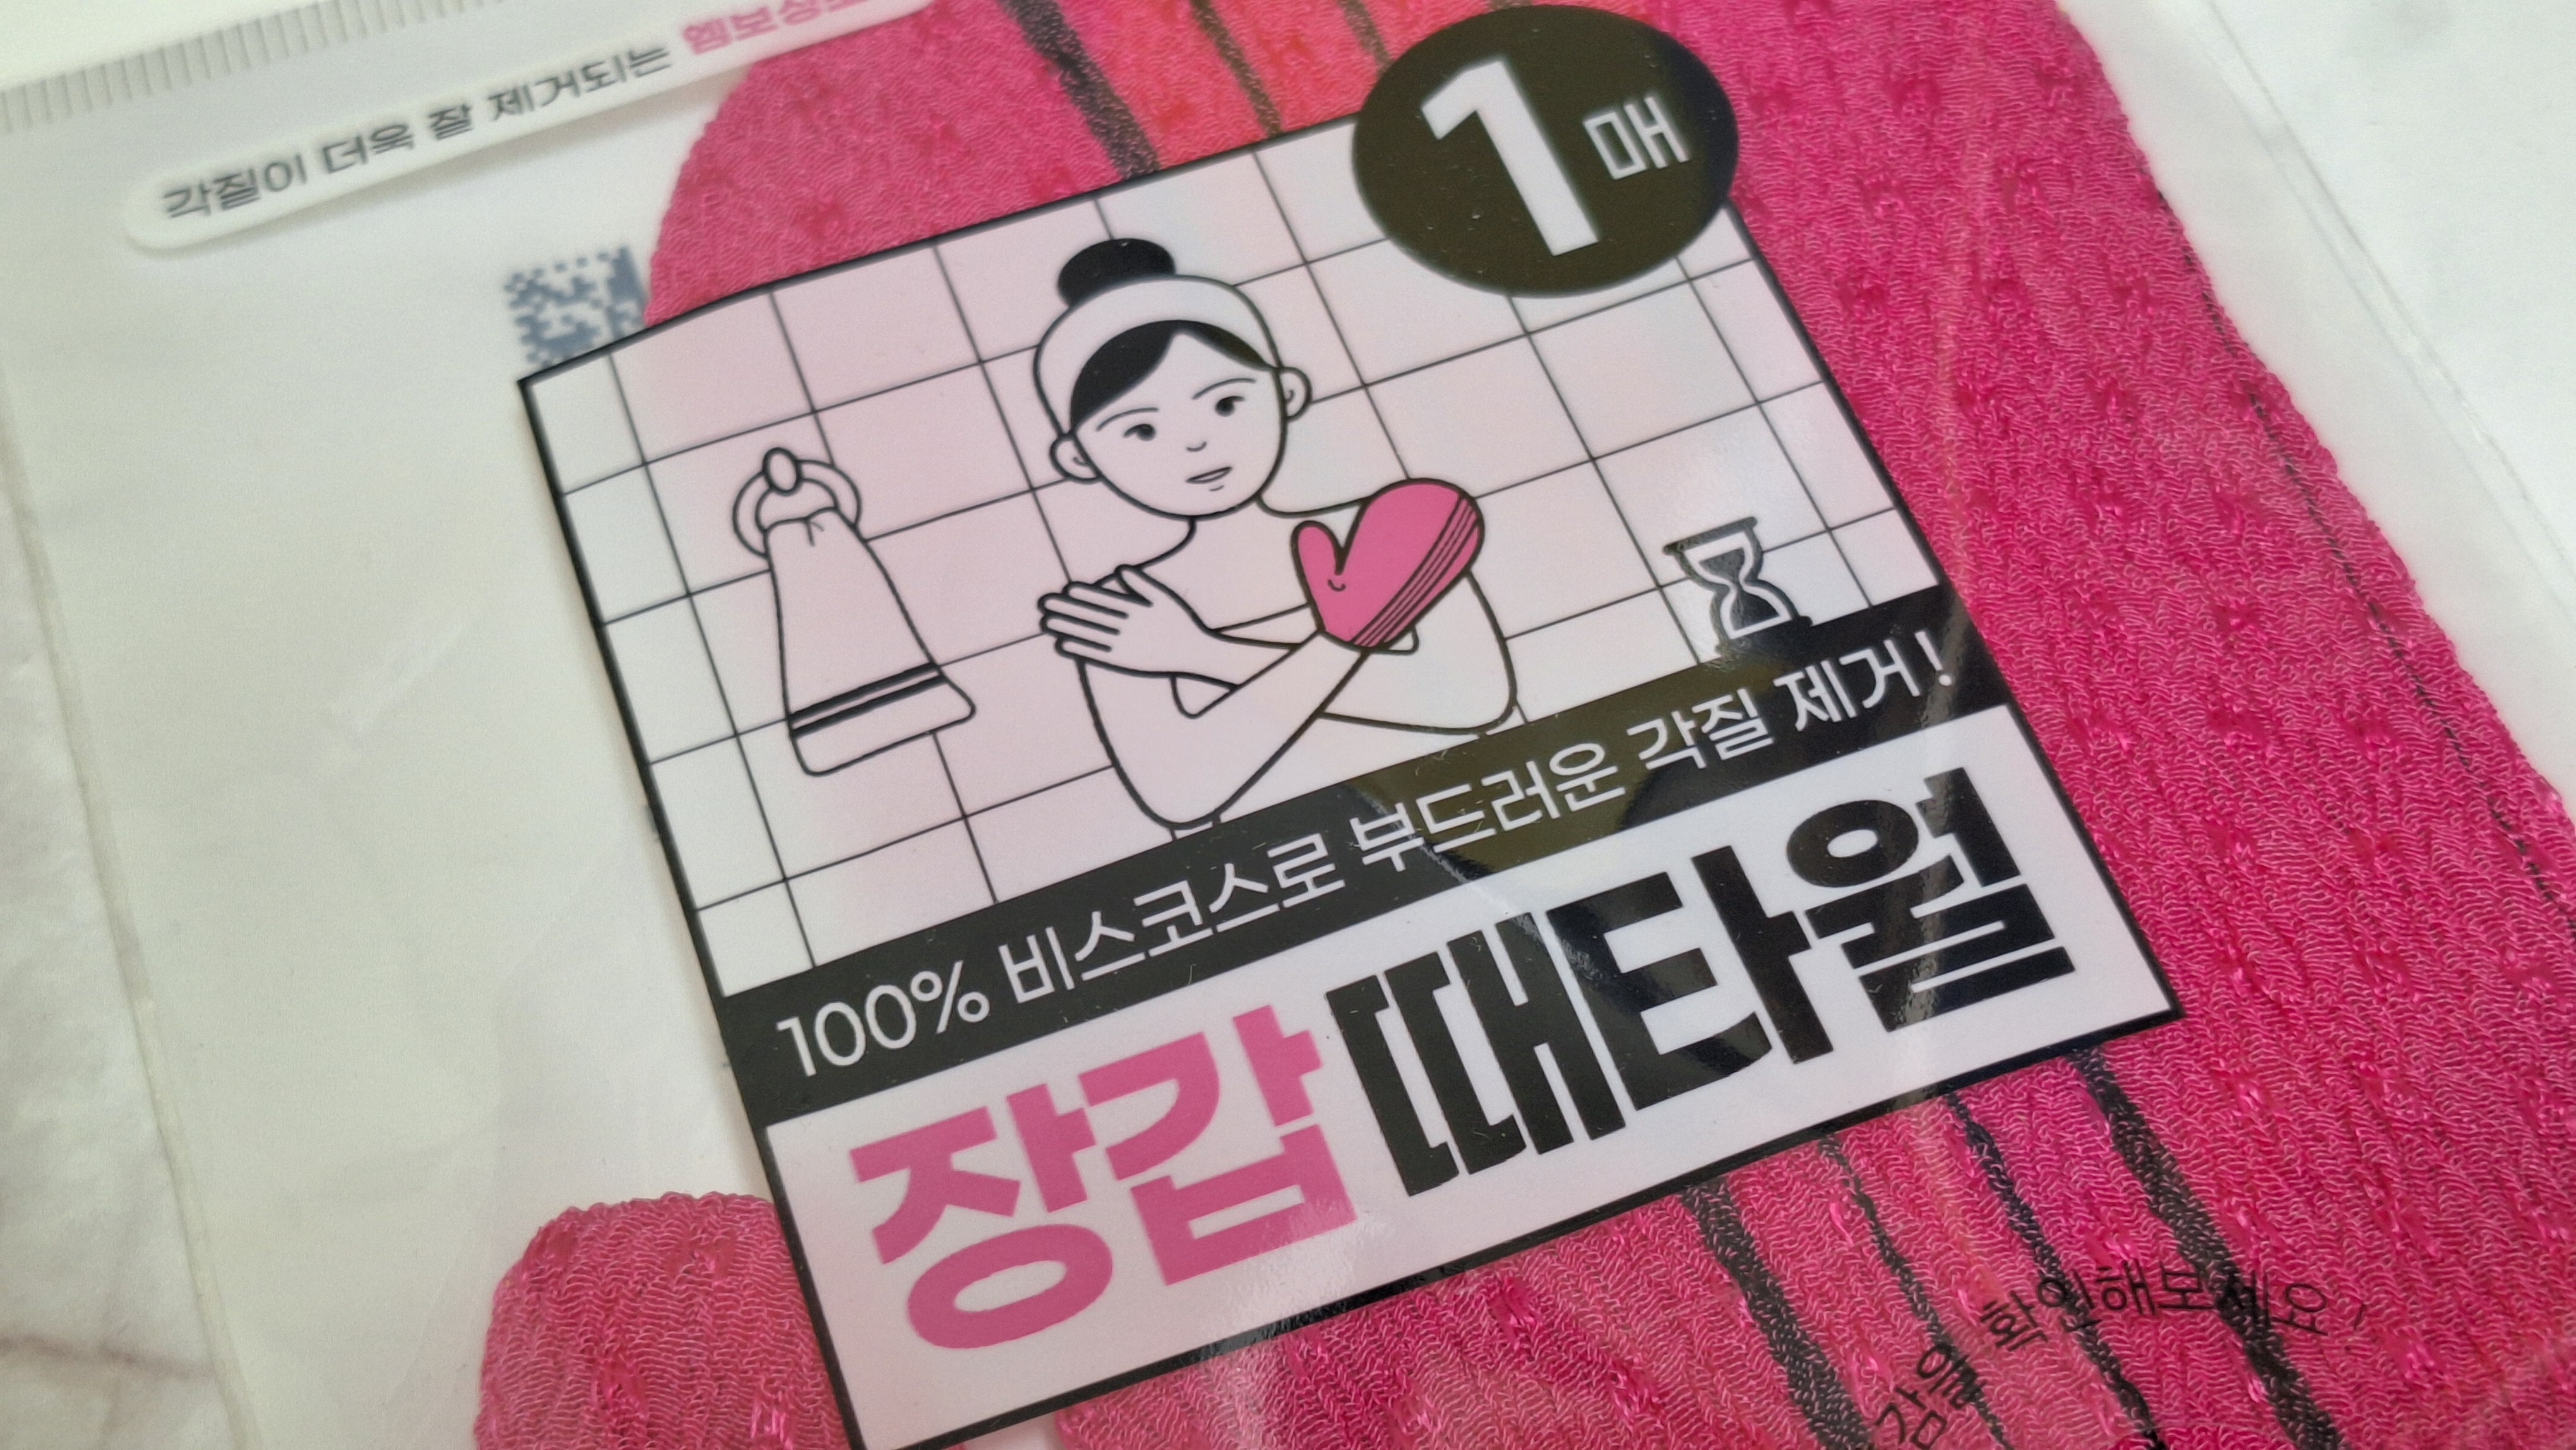 각질이 더욱 잘 제거되는
1매
100% 비스코스로 부드러운 각질 제거!
장갑 때타월
확인해보세요!